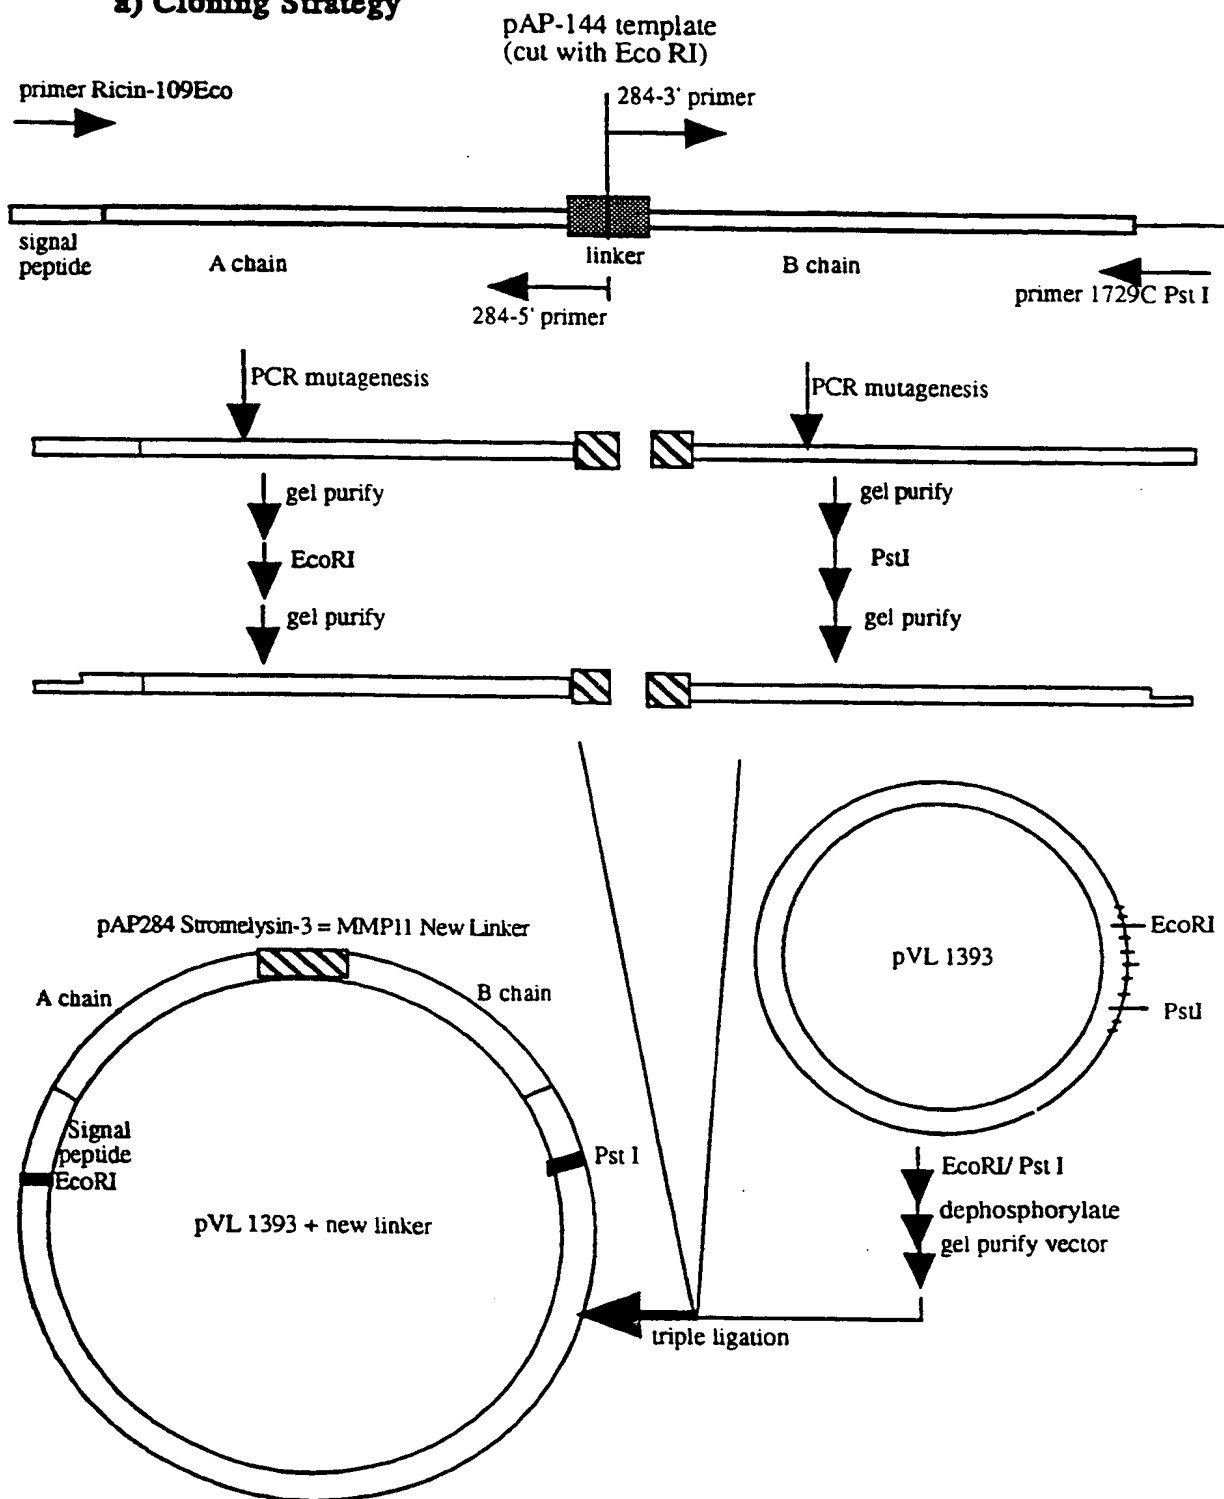 a) Cloning Strategy
pAP-144 template
(cut with Eco RI)
primer Ricin-109Eco
284-3' primer
signal
peptide
A chain
linker
B chain
284-5' primer
primer 1729C Pst I
PCR mutagenesis
PCR mutagenesis
gel purify
gel purify
EcoRI
PstI
gel purify
gel purify
pAP284 Stromelysin-3 = MMP11 New Linker
A chain
B chain
EcoRI
pVL 1393
PstI
Signal
peptide
EcoRI
Pst I
pVL 1393 + new linker
EcoRI/ Pst I
dephosphorylate
gel purify vector
triple ligation